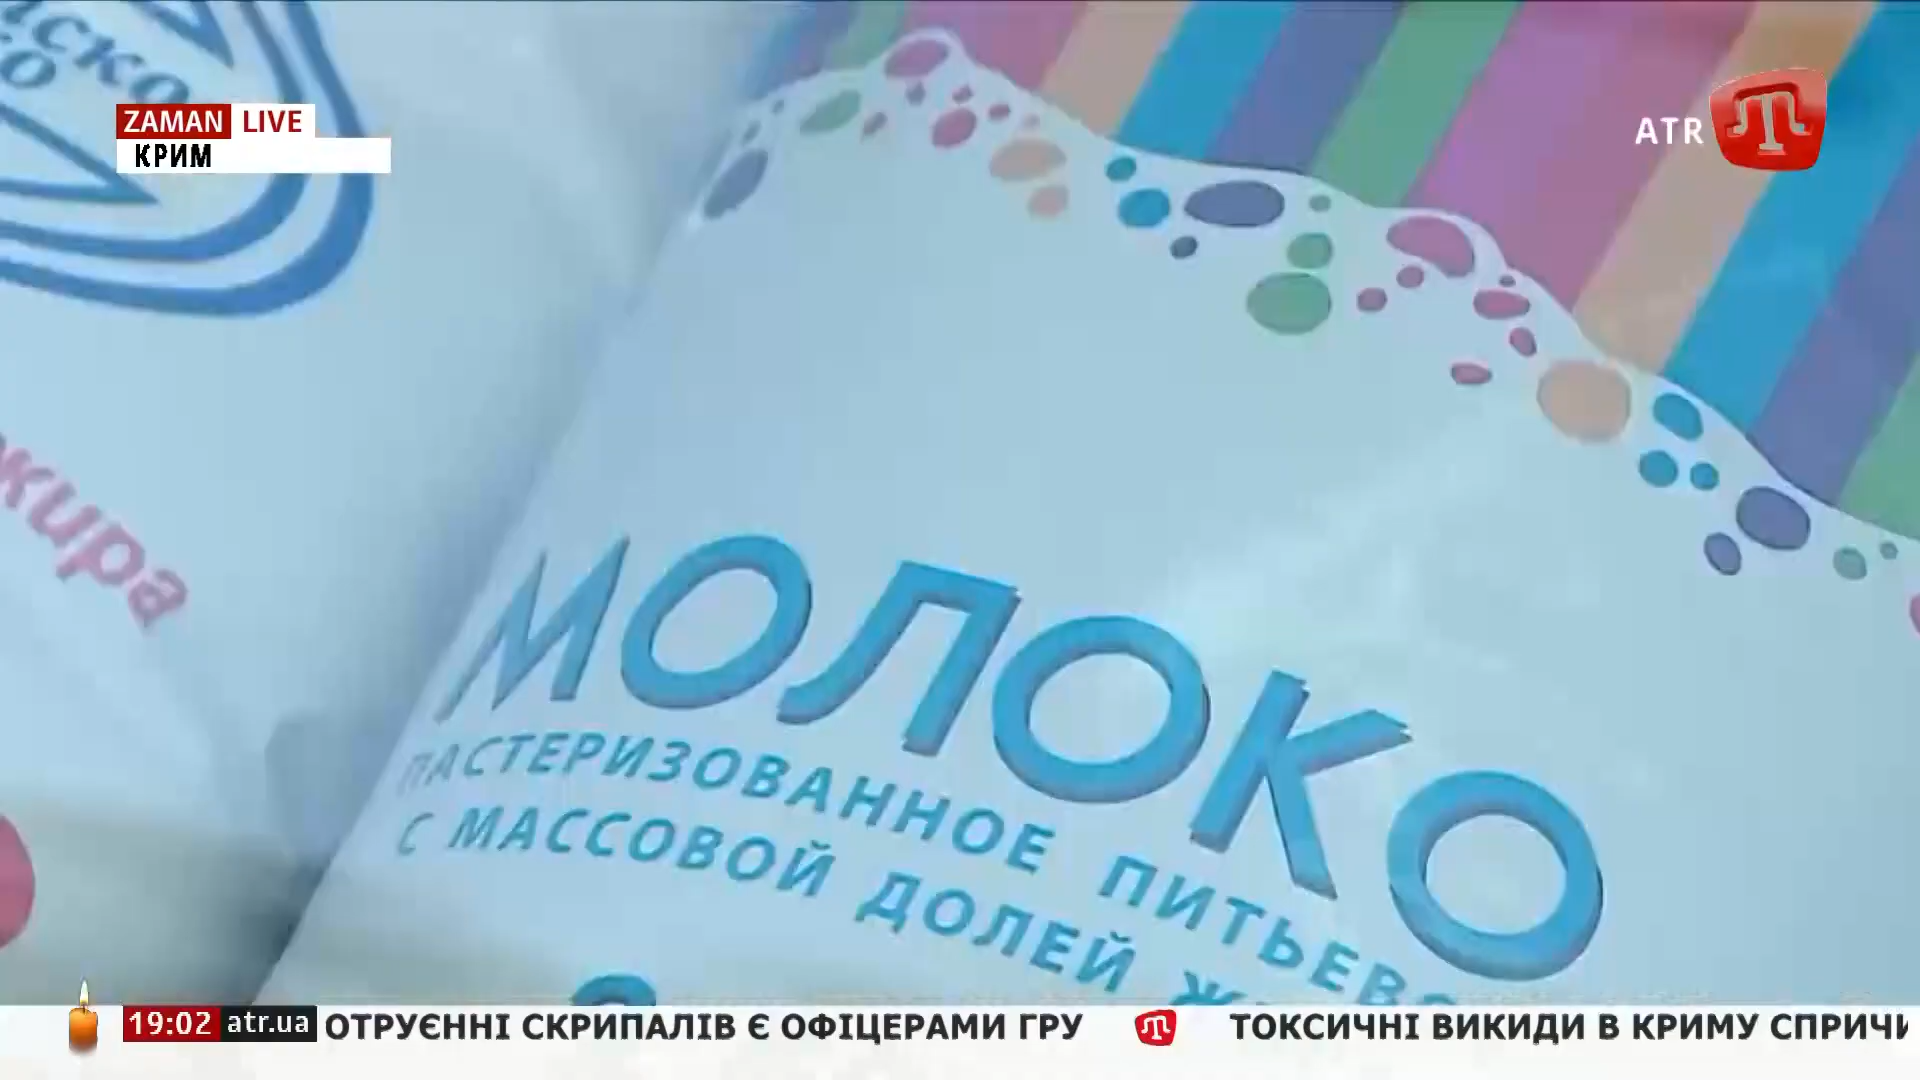 ZAMAN LIVE
КРИМ
ATR
жира
МОЛОКО
ПАСТЕРИЗОВАННОЕ ПИТЬЕВО
С МАССОВОЙ ДОЛЕЙ Ж
19:02 atr.ua ОТРУЄННІ СКРИПАЛІВ Є ОФІЦЕРАМИ ГРУ ТОКСИЧНІ ВИКИДИ В КРИМУ СПРИЧИ